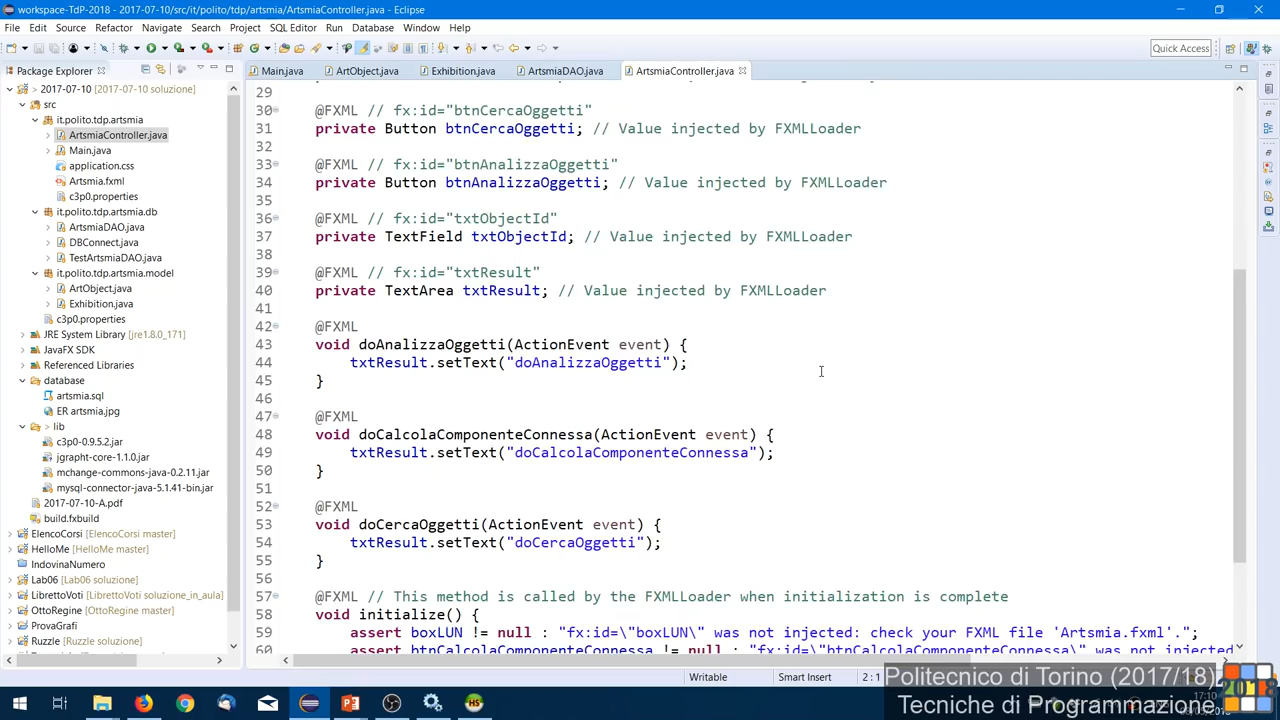 workspace-TdP-2018 - 2017-07-10/src/it/polito/tdp/artsmia/ArtsmiaController.java - Eclipse
File Edit Source Refactor Navigate Search Project SQL Editor Run Database Window Help
Quick Access
Package Explorer
Main.java ArtObject.java Exhibition.java ArtsmiaDAO.java ArtsmiaController.java
2017-07-10 [2017-07-10 soluzione]
src
it.polito.tdp.artsmia
ArtsmiaController.java
Main.java
application.css
Artsmia.fxml
c3p0.properties
it.polito.tdp.artsmia.db
ArtsmiaDAO.java
DBConnect.java
TestArtsmiaDAO.java
it.polito.tdp.artsmia.model
ArtObject.java
Exhibition.java
c3p0.properties
JRE System Library [jre1.8.0_171]
JavaFX SDK
Referenced Libraries
database
artsmia.sql
ER artsmia.jpg
lib
c3p0-0.9.5.2.jar
jgrapht-core-1.1.0.jar
mchange-commons-java-0.2.11.jar
mysql-connector-java-5.1.41-bin.jar
2017-07-10-A.pdf
build.fxbuild
ElencoCorsi [ElencoCorsi master]
HelloMe [HelloMe master]
IndovinaNumero
Lab06 [Lab06 soluzione]
LibrettoVoti [LibrettoVoti soluzione_in_aula]
OttoRegine [OttoRegine master]
ProvaGrafi
Ruzzle [Ruzzle soluzione]
29
30 @FXML // fx:id="btnCercaOggetti"
31 private Button btnCercaOggetti; // Value injected by FXMLLoader
32
33 @FXML // fx:id="btnAnalizzaOggetti"
34 private Button btnAnalizzaOggetti; // Value injected by FXMLLoader
35
36 @FXML // fx:id="txtObjectId"
37 private TextField txtObjectId; // Value injected by FXMLLoader
38
39 @FXML // fx:id="txtResult"
40 private TextArea txtResult; // Value injected by FXMLLoader
41
42 @FXML
43 void doAnalizzaOggetti(ActionEvent event) {
44 txtResult.setText("doAnalizzaOggetti");
45 }
46
47 @FXML
48 void doCalcolaComponenteConnessa(ActionEvent event) {
49 txtResult.setText("doCalcolaComponenteConnessa");
50 }
51
52 @FXML
53 void doCercaOggetti(ActionEvent event) {
54 txtResult.setText("doCercaOggetti");
55 }
56
57 @FXML // This method is called by the FXMLLoader when initialization is complete
58 void initialize() {
59 assert boxLUN != null : "fx:id=\"boxLUN\" was not injected: check your FXML file 'Artsmia.fxml'.";
60 assert btnCalcolaComponenteConnessa != null : "fx:id=\"btnCalcolaComponenteConnessa\" was not injected
Writable Smart Insert 2 : 1
Politecnico di Torino (2017/18)
Tecniche di Programmazione
2018
17:10